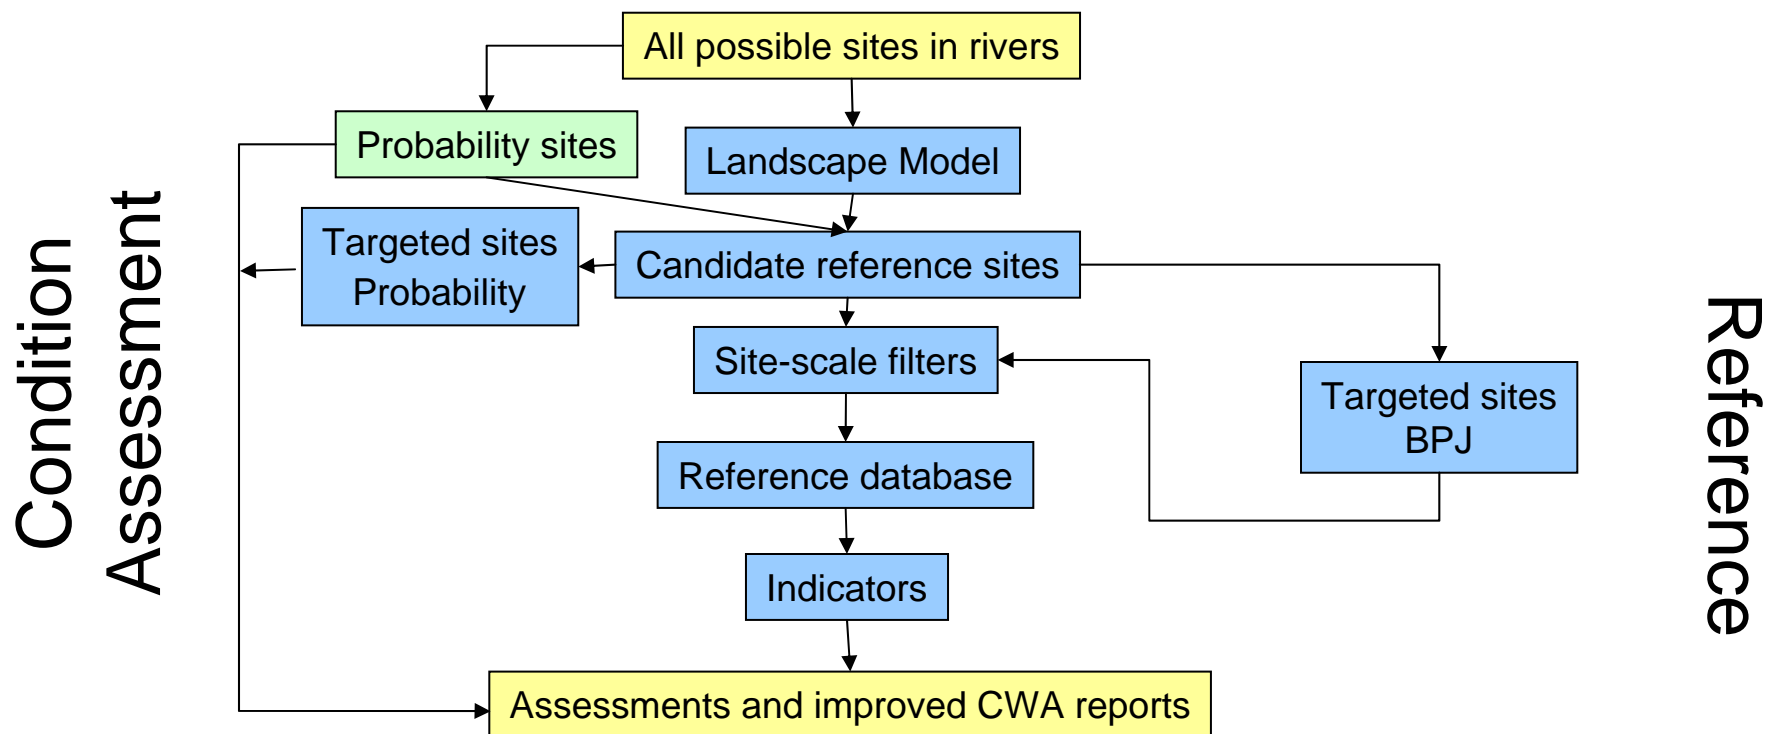 All possible sites in rivers
Probability sites
Landscape Model
Condition
Assessment
Targeted sites
Probability
Candidate reference sites
Reference
Site-scale filters
Targeted sites
BPJ
Reference database
Indicators
Assessments and improved CWA reports